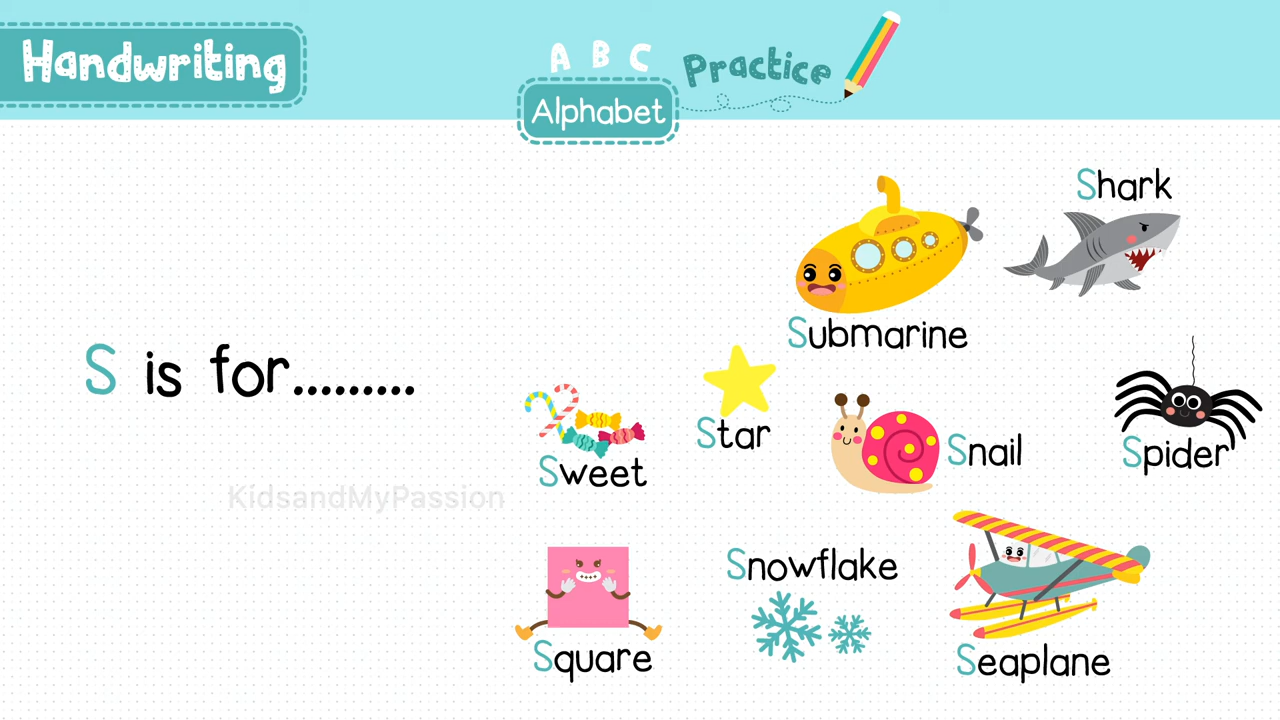 Handwriting
A B C
Alphabet
Practice
Shark
Submarine
S is for.........
Star
Sweet
Snail
Spider
KidsandMyPassion
Snowflake
Square
Seaplane